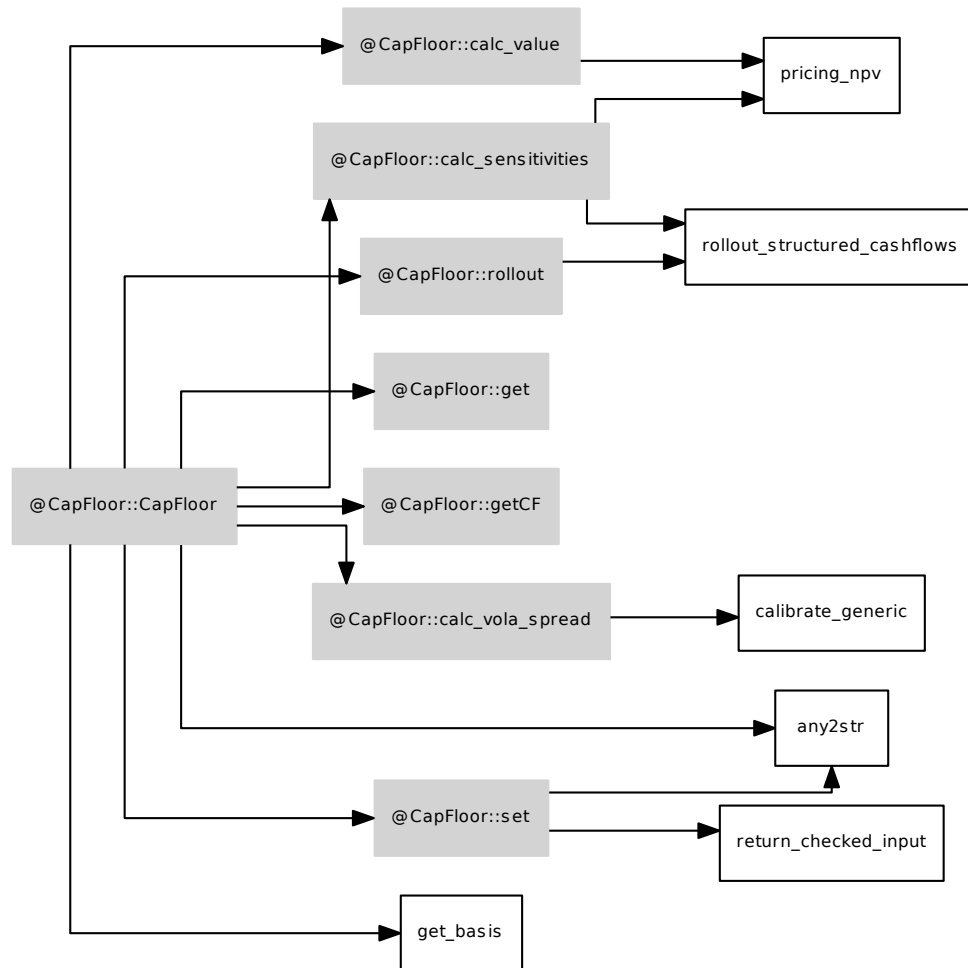 @CapFloor::calc_value
pricing_npv
@CapFloor::calc_sensitivities
rollout_structured_cashflows
@CapFloor::rollout
@CapFloor::get
@CapFloor::CapFloor
@CapFloor::getCF
@CapFloor::calc_vola_spread
calibrate_generic
any2str
@CapFloor::set
return_checked_input
get_basis